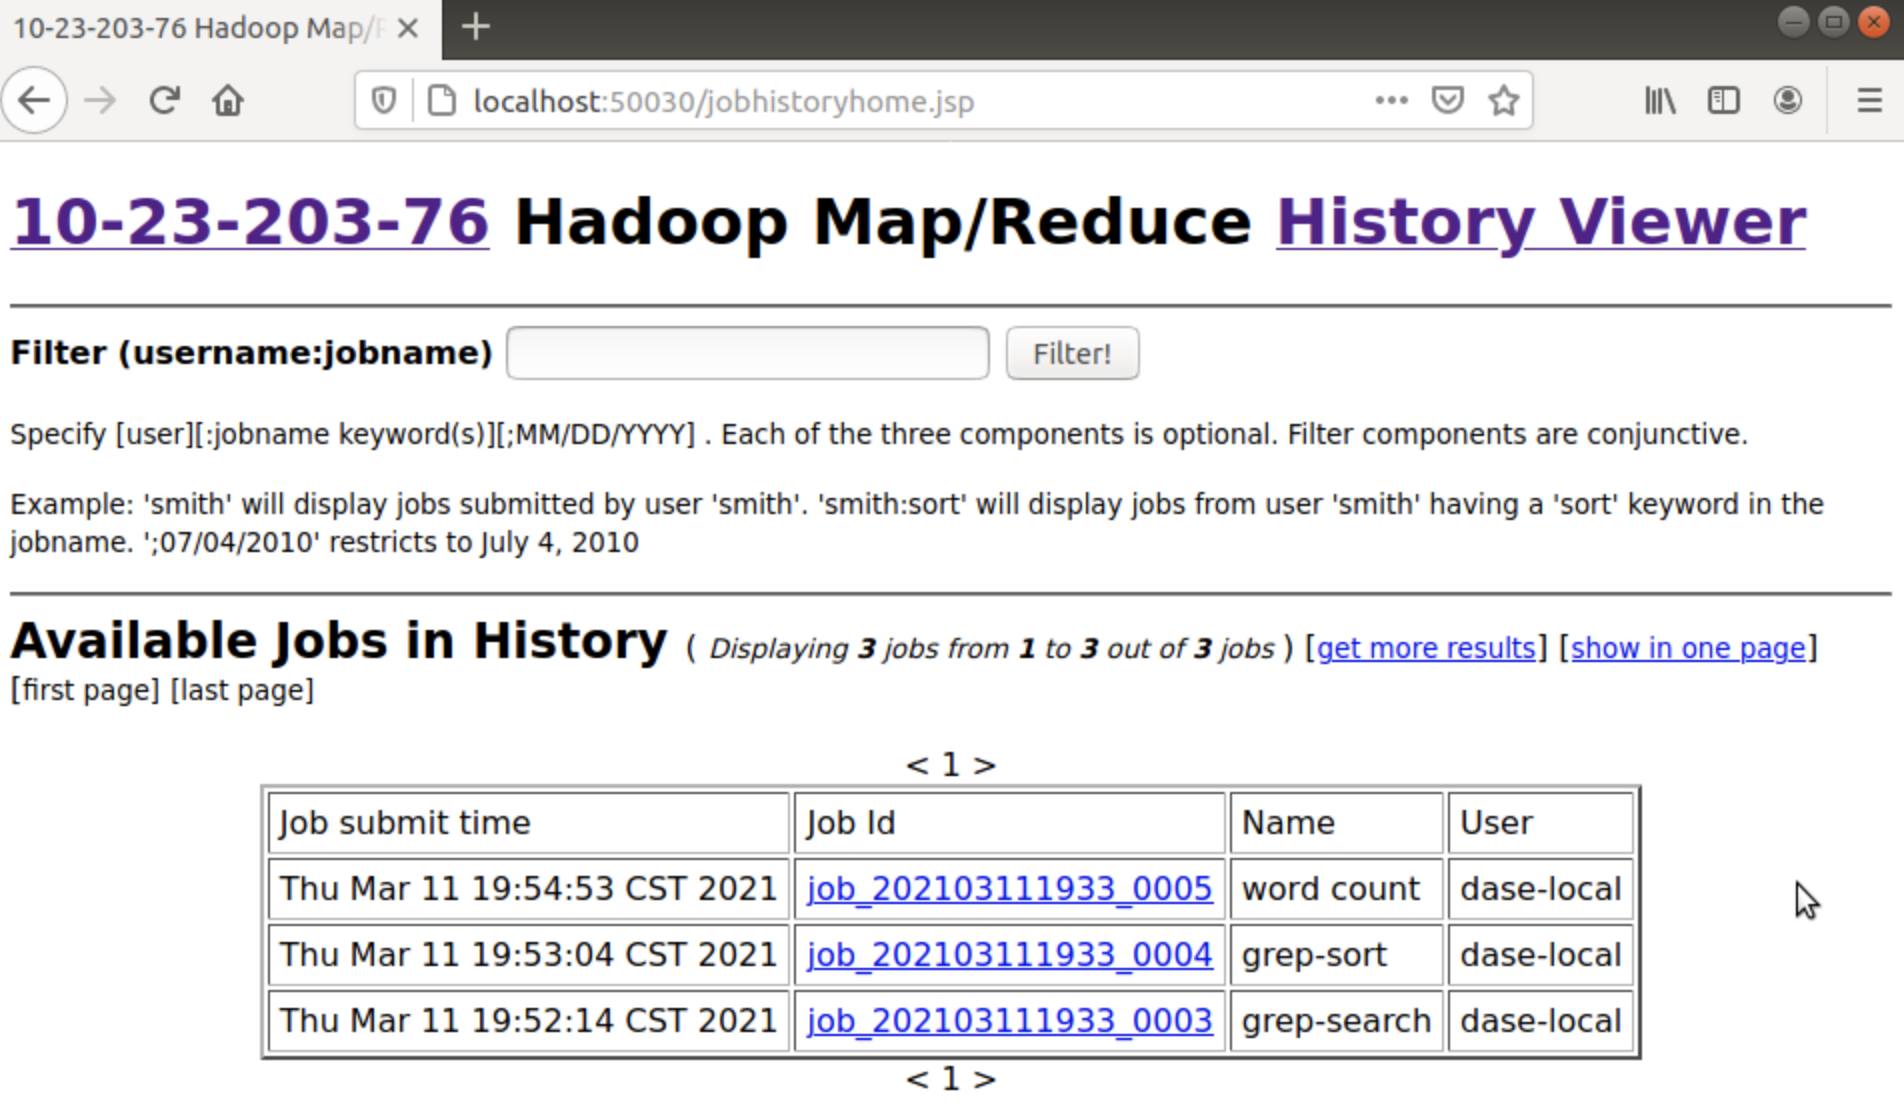 10-23-203-76 Hadoop Map/R
localhost:50030/jobhistoryhome.jsp
10-23-203-76 Hadoop Map/Reduce History Viewer
Filter (username:jobname) Filter!
Specify [user][:jobname keyword(s)][;MM/DD/YYYY] . Each of the three components is optional. Filter components are conjunctive.
Example: 'smith' will display jobs submitted by user 'smith'. 'smith:sort' will display jobs from user 'smith' having a 'sort' keyword in the
jobname. ';07/04/2010' restricts to July 4, 2010
Available Jobs in History ( Displaying 3 jobs from 1 to 3 out of 3 jobs ) [get more results] [show in one page]
[first page] [last page]
< 1 >
Job submit time Job Id Name User
Thu Mar 11 19:54:53 CST 2021 job_202103111933_0005 word count dase-local
Thu Mar 11 19:53:04 CST 2021 job_202103111933_0004 grep-sort dase-local
Thu Mar 11 19:52:14 CST 2021 job_202103111933_0003 grep-search dase-local
< 1 >